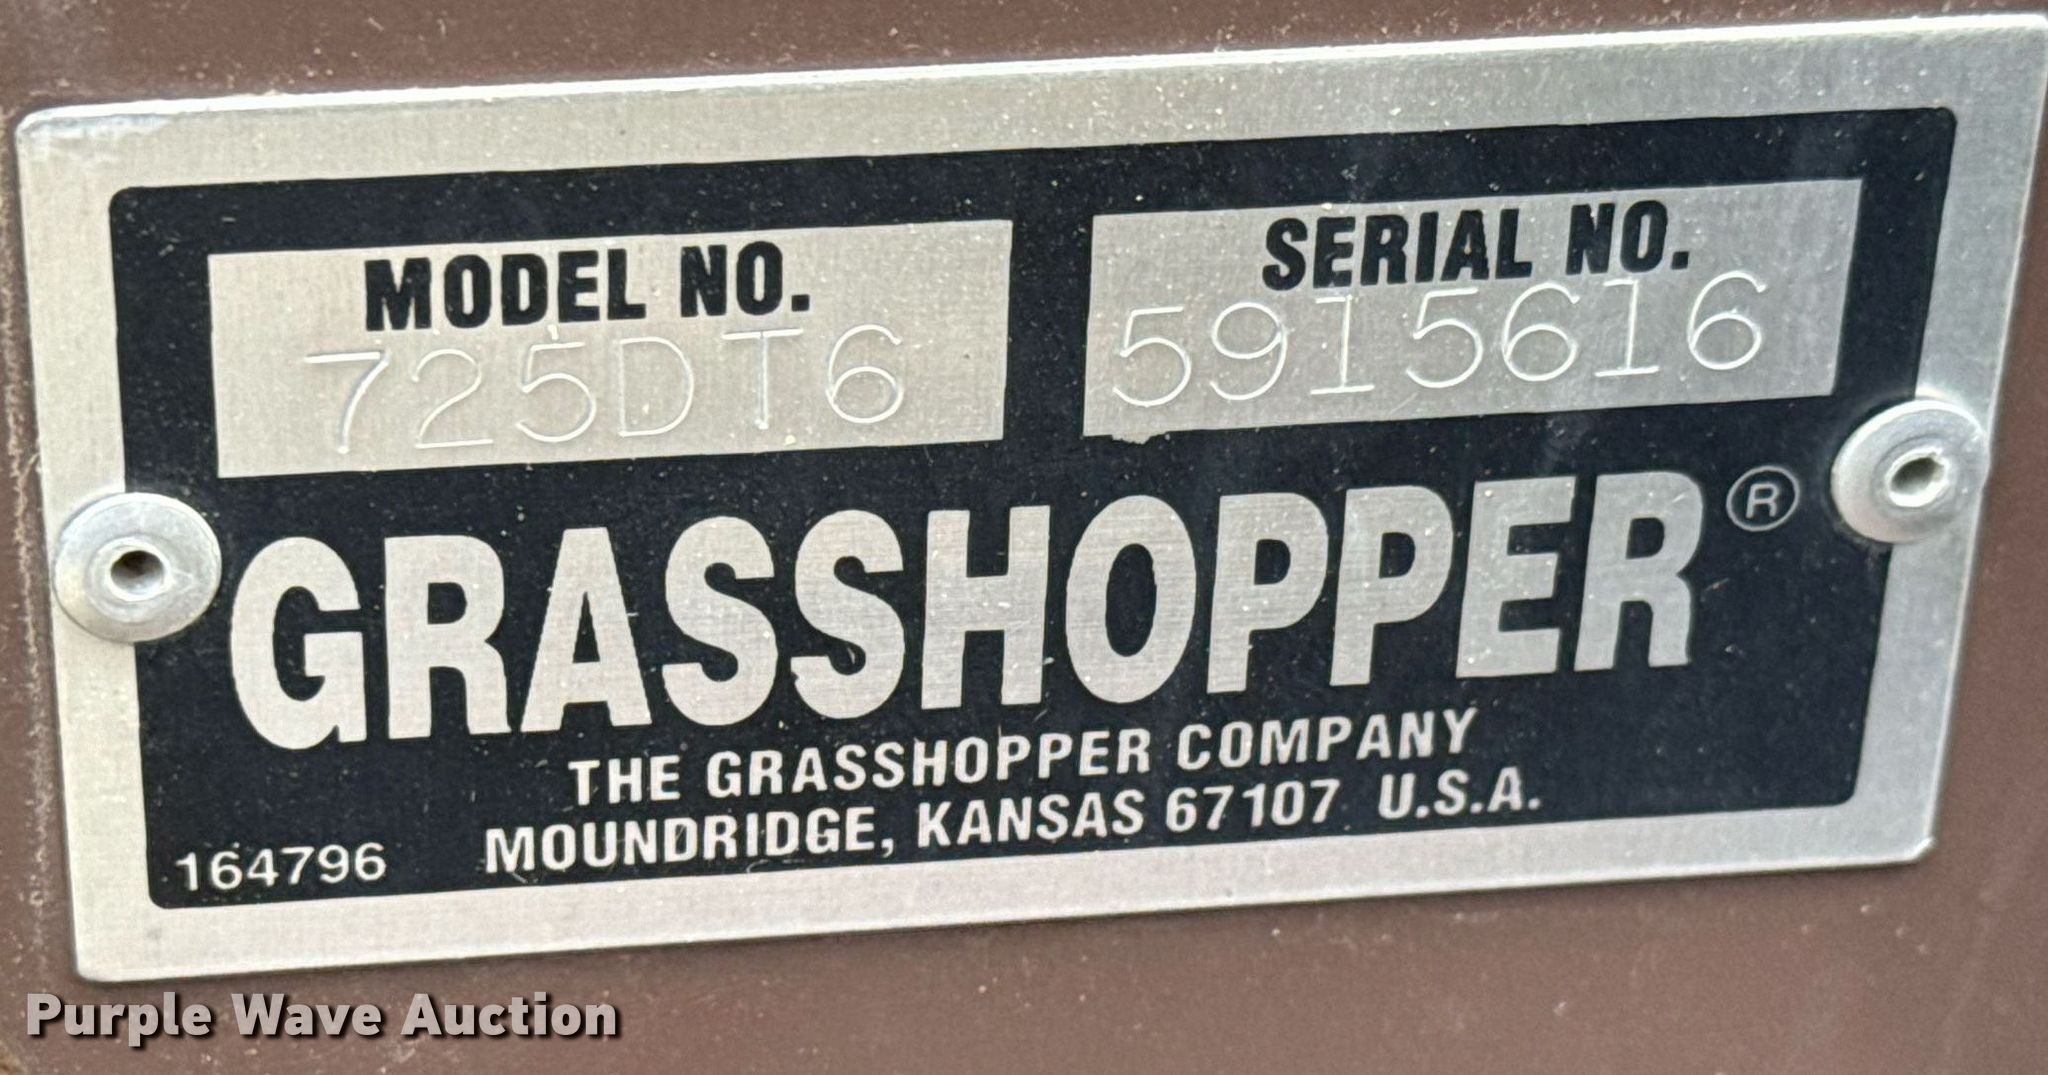 MODEL NO.
725DT6
SERIAL NO.
5915616
GRASSHOPPER®
THE GRASSHOPPER COMPANY
MOUNDRIDGE, KANSAS 67107 U.S.A.
164796
Purple Wave Auction